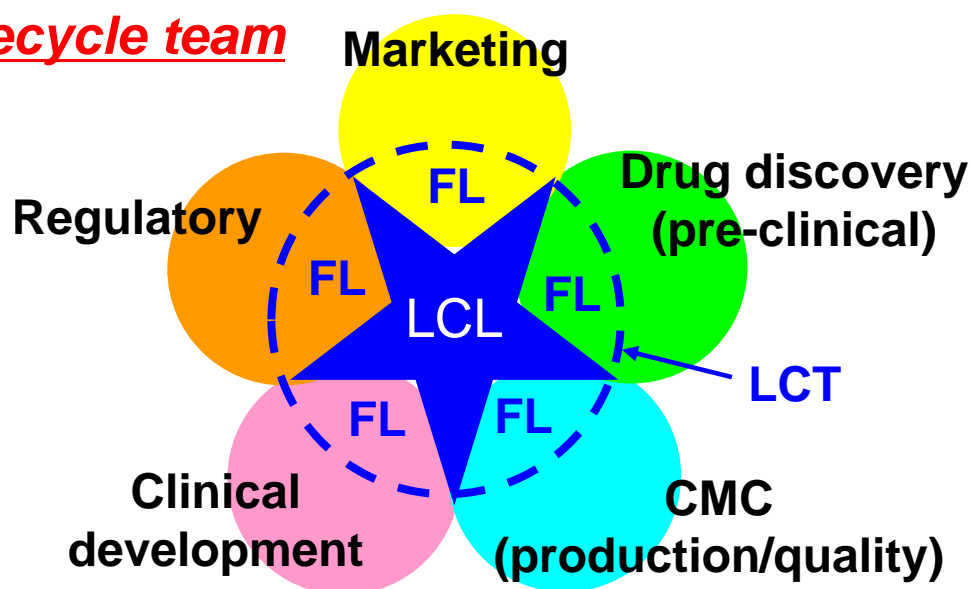 ecycle team
Marketing
Drug discovery
(pre-clinical)
Regulatory
FL
FL
FL
LCL
LCT
FL
FL
Clinical
development
CMC
(production/quality)